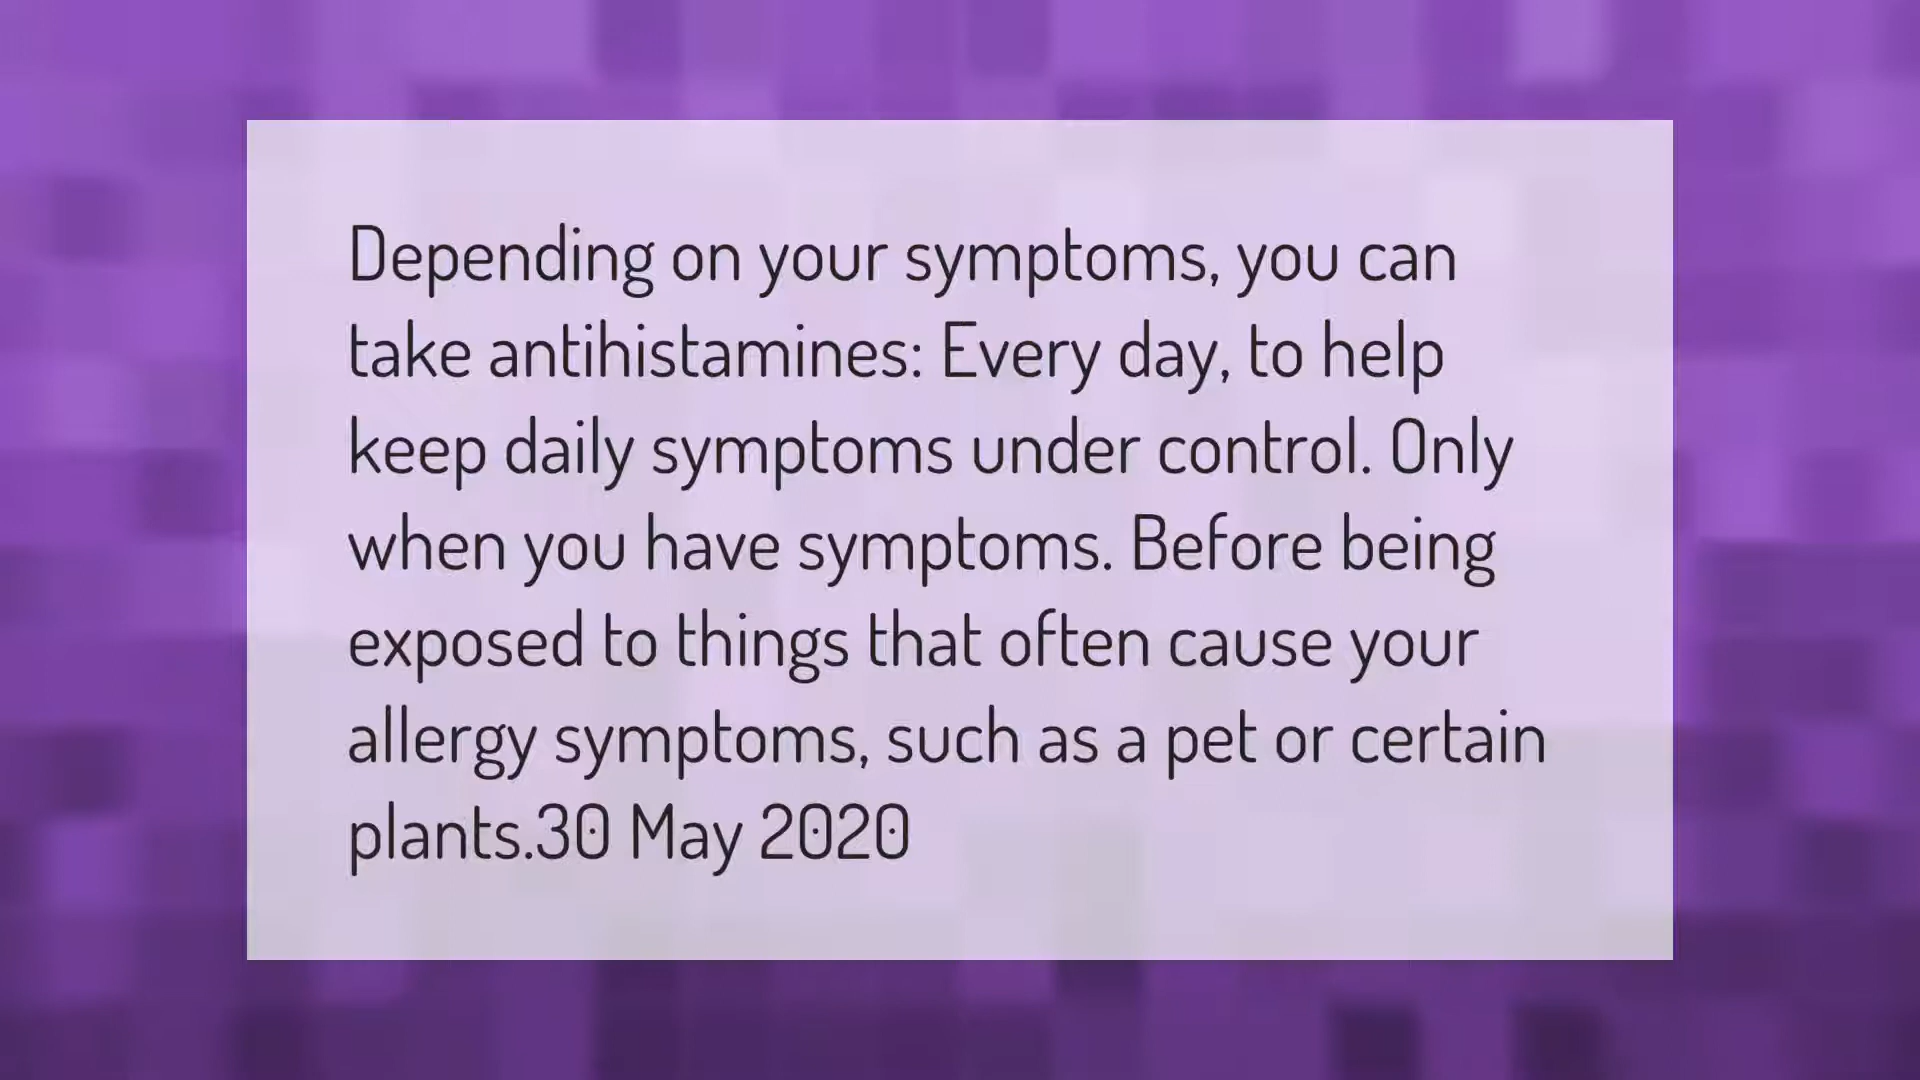 Depending on your symptoms, you can
take antihistamines: Every day, to help
keep daily symptoms under control. Only
when you have symptoms. Before being
exposed to things that often cause your
allergy symptoms, such as a pet or certain
plants.30 May 2020